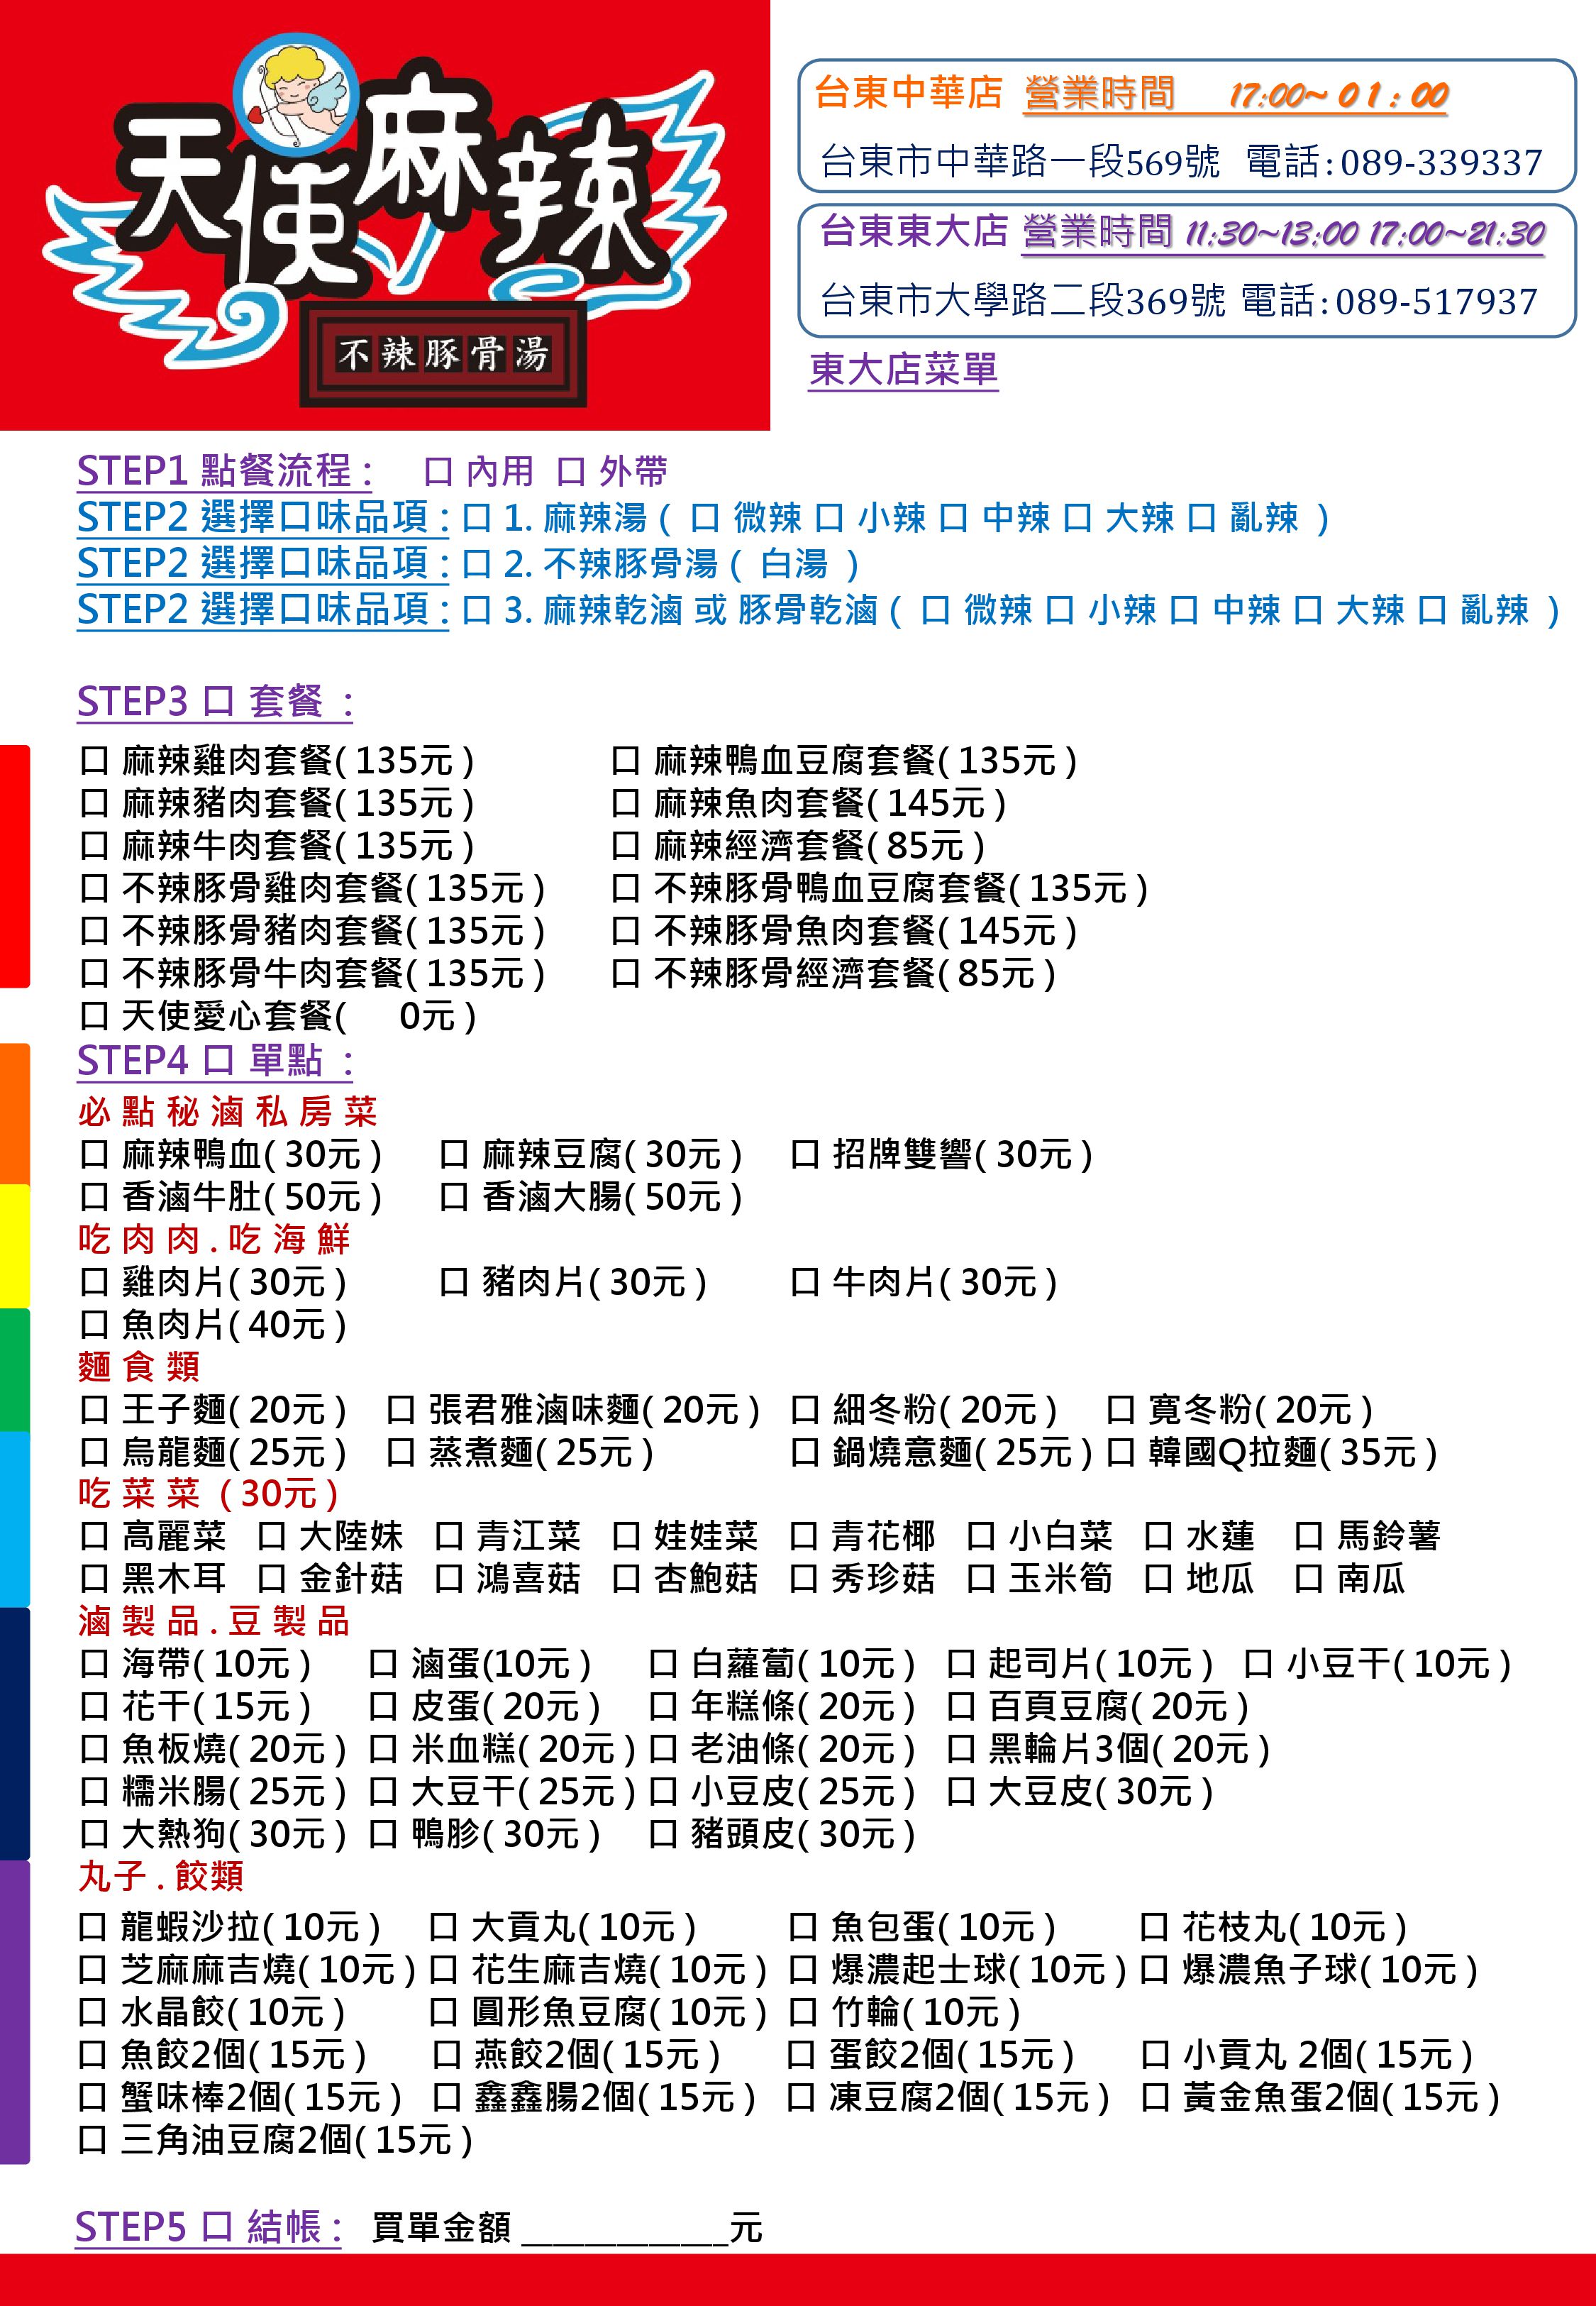 天使麻辣
不辣豚骨湯
台東中華店 營業時間 17:00~01:00
台東市中華路一段569號 電話:089-339337
台東東大店 營業時間 11:30~13:00 17:00~21:30
台東市大學路二段369號 電話:089-517937
東大店菜單
STEP1 點餐流程: 口 內用 口 外帶
STEP2 選擇口味品項: 口 1. 麻辣湯 ( 口 微辣 口 小辣 口 中辣 口 大辣 口 亂辣 )
STEP2 選擇口味品項: 口 2. 不辣豚骨湯 ( 白湯 )
STEP2 選擇口味品項: 口 3. 麻辣乾滷 或 豚骨乾滷 ( 口 微辣 口 小辣 口 中辣 口 大辣 口 亂辣 )
STEP3 口 套餐 :
口 麻辣雞肉套餐(135元) 口 麻辣鴨血豆腐套餐(135元)
口 麻辣豬肉套餐(135元) 口 麻辣魚肉套餐(145元)
口 麻辣牛肉套餐(135元) 口 麻辣經濟套餐(85元)
口 不辣豚骨雞肉套餐(135元) 口 不辣豚骨鴨血豆腐套餐(135元)
口 不辣豚骨豬肉套餐(135元) 口 不辣豚骨魚肉套餐(145元)
口 不辣豚骨牛肉套餐(135元) 口 不辣豚骨經濟套餐(85元)
口 天使愛心套餐( 0元)
STEP4 口 單點 :
必點秘滷私房菜
口 麻辣鴨血(30元) 口 麻辣豆腐(30元) 口 招牌雙響(30元)
口 香滷牛肚(50元) 口 香滷大腸(50元)
吃肉肉.吃海鮮
口 雞肉片(30元) 口 豬肉片(30元) 口 牛肉片(30元)
口 魚肉片(40元)
麵食類
口 王子麵(20元) 口 張君雅滷味麵(20元) 口 細冬粉(20元) 口 寬冬粉(20元)
口 烏龍麵(25元) 口 蒸煮麵(25元) 口 鍋燒意麵(25元) 口 韓國Q拉麵(35元)
吃菜菜 (30元)
口 高麗菜 口 大陸妹 口 青江菜 口 娃娃菜 口 青花椰 口 小白菜 口 水蓮 口 馬鈴薯
口 黑木耳 口 金針菇 口 鴻喜菇 口 杏鮑菇 口 秀珍菇 口 玉米筍 口 地瓜 口 南瓜
滷製品.豆製品
口 海帶(10元) 口 滷蛋(10元) 口 白蘿蔔(10元) 口 起司片(10元) 口 小豆干(10元)
口 花干(15元) 口 皮蛋(20元) 口 年糕條(20元) 口 百頁豆腐(20元)
口 魚板燒(20元) 口 米血糕(20元) 口 老油條(20元) 口 黑輪片3個(20元)
口 糯米腸(25元) 口 大豆干(25元) 口 小豆皮(25元) 口 大豆皮(30元)
口 大熱狗(30元) 口 鴨胗(30元) 口 豬頭皮(30元)
丸子.餃類
口 龍蝦沙拉(10元) 口 大貢丸(10元) 口 魚包蛋(10元) 口 花枝丸(10元)
口 芝麻麻吉燒(10元) 口 花生麻吉燒(10元) 口 爆濃起士球(10元) 口 爆濃魚子球(10元)
口 水晶餃(10元) 口 圓形魚豆腐(10元) 口 竹輪(10元)
口 魚餃2個(15元) 口 燕餃2個(15元) 口 蛋餃2個(15元) 口 小貢丸 2個(15元)
口 蟹味棒2個(15元) 口 鑫鑫腸2個(15元) 口 凍豆腐2個(15元) 口 黃金魚蛋2個(15元)
口 三角油豆腐2個(15元)
STEP5 口 結帳: 買單金額 ____________元